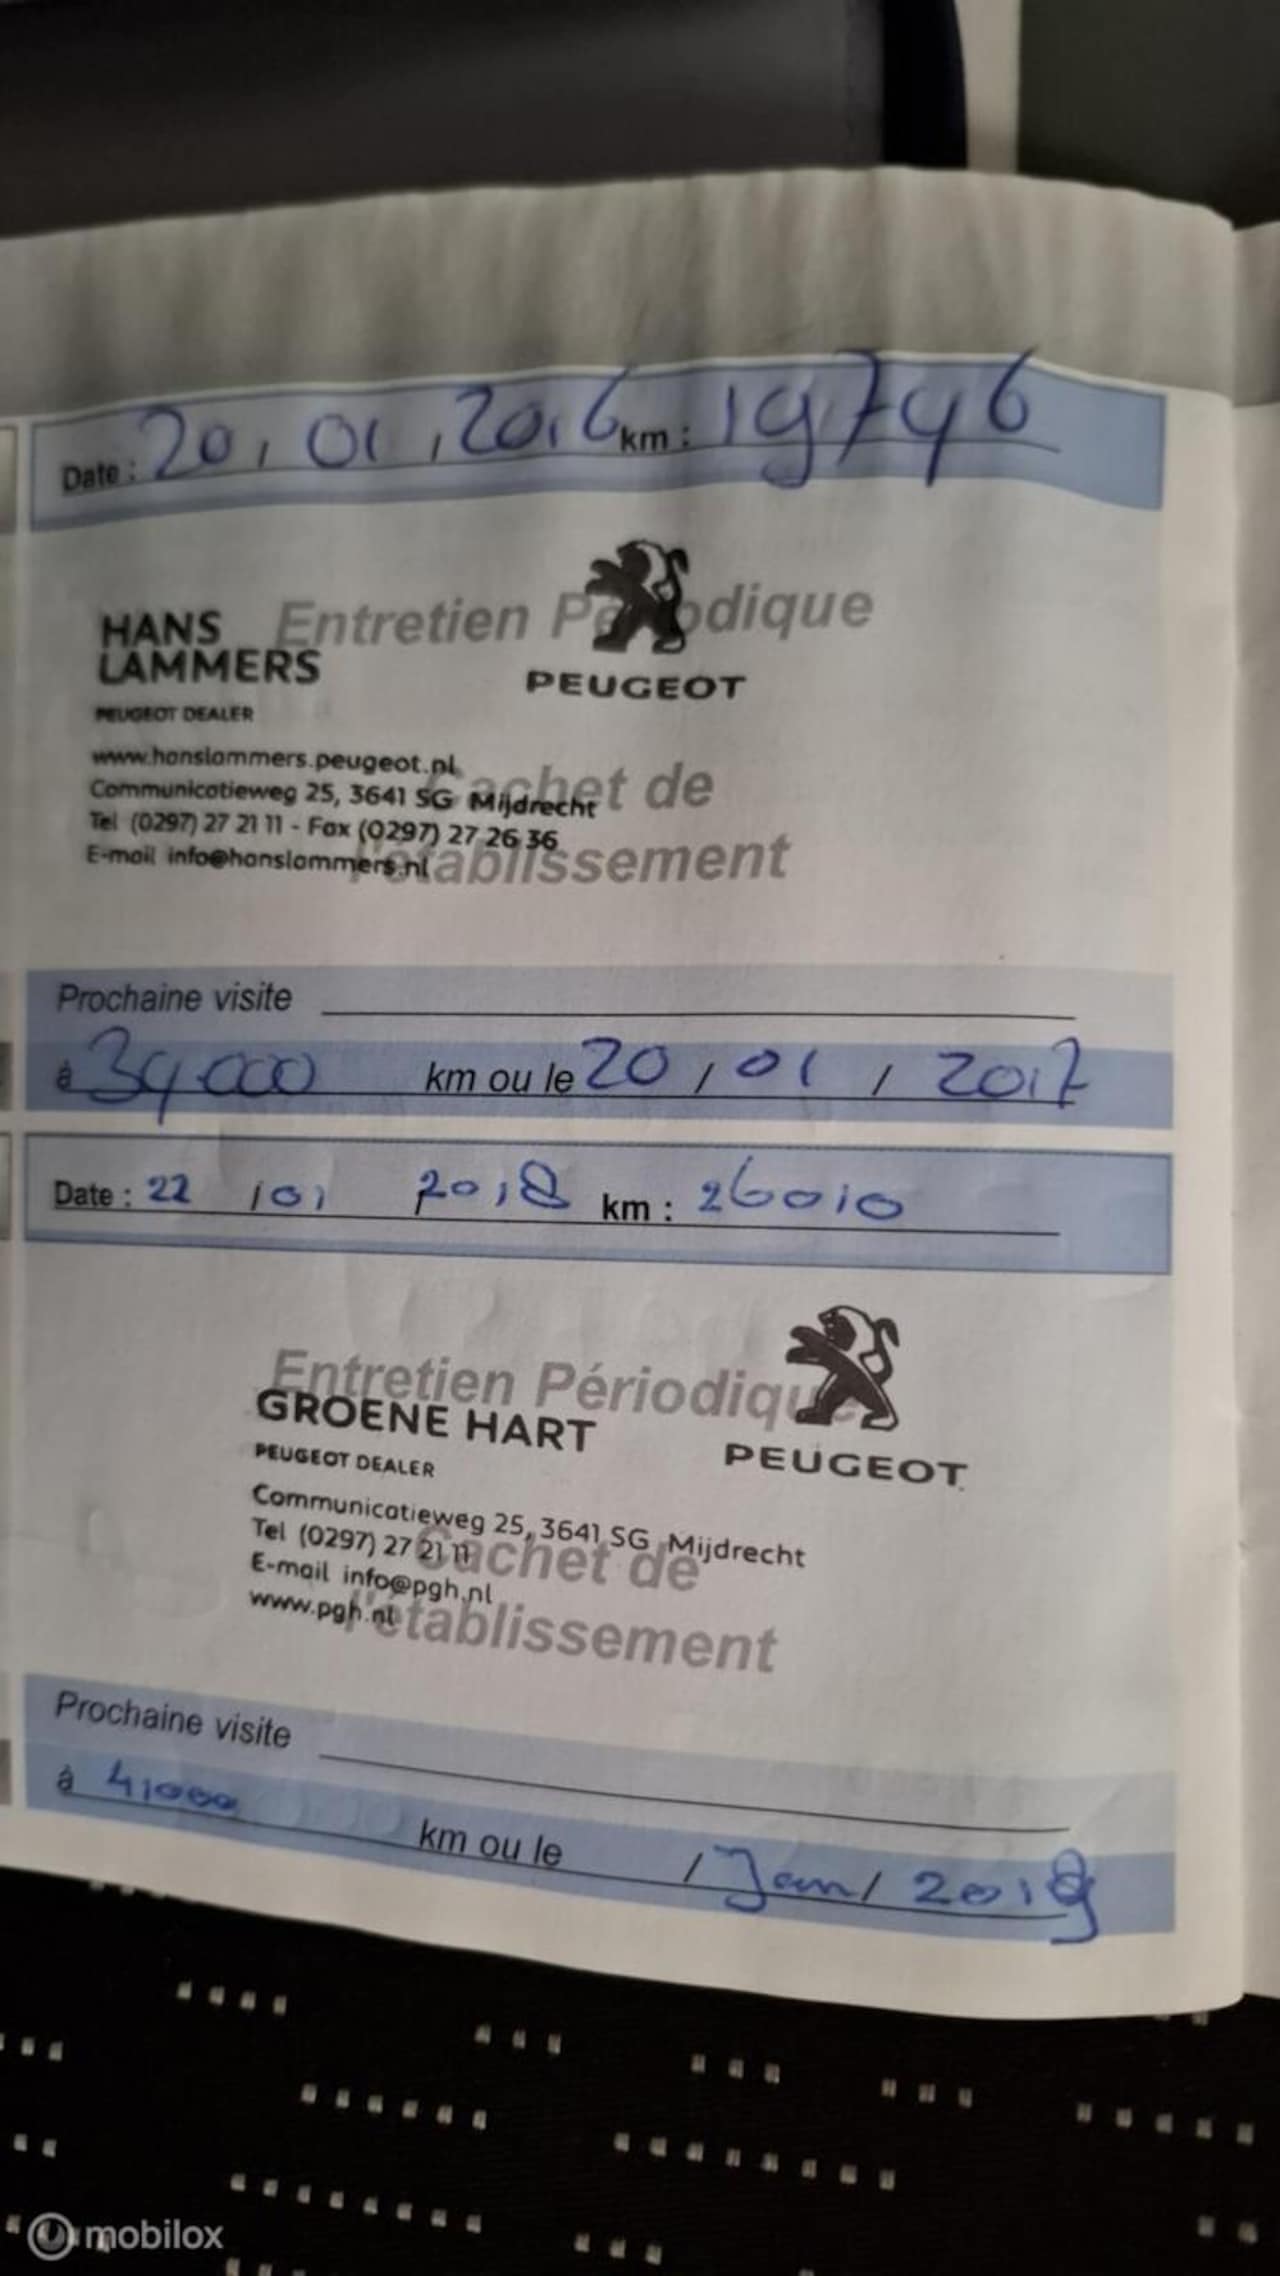 Date : 20 / 01 / 2016 km : 19746
Entretien Périodique
HANS
LAMMERS
PEUGEOT
PEUGEOT DEALER
www.hanslammers.peugeot.nl
Communicatieweg 25, 3641 SG Mijdrecht
Tel (0297) 27 21 11 - Fax (0297) 27 26 36
E-mail info@hanslammers.nl
Cachet de
l'établissement
Prochaine visite
à 39.000 km ou le 20 / 01 / 2017
Date : 22 / 01 2018 km : 26010
Entretien Périodique
GROENE HART
PEUGEOT DEALER
PEUGEOT
Communicatieweg 25, 3641 SG Mijdrecht
Tel (0297) 27 21 11
E-mail info@pgh.nl
www.pgh.nl
Cachet de
l'établissement
Prochaine visite
à 41000 km ou le / Jan / 2019
mobilox